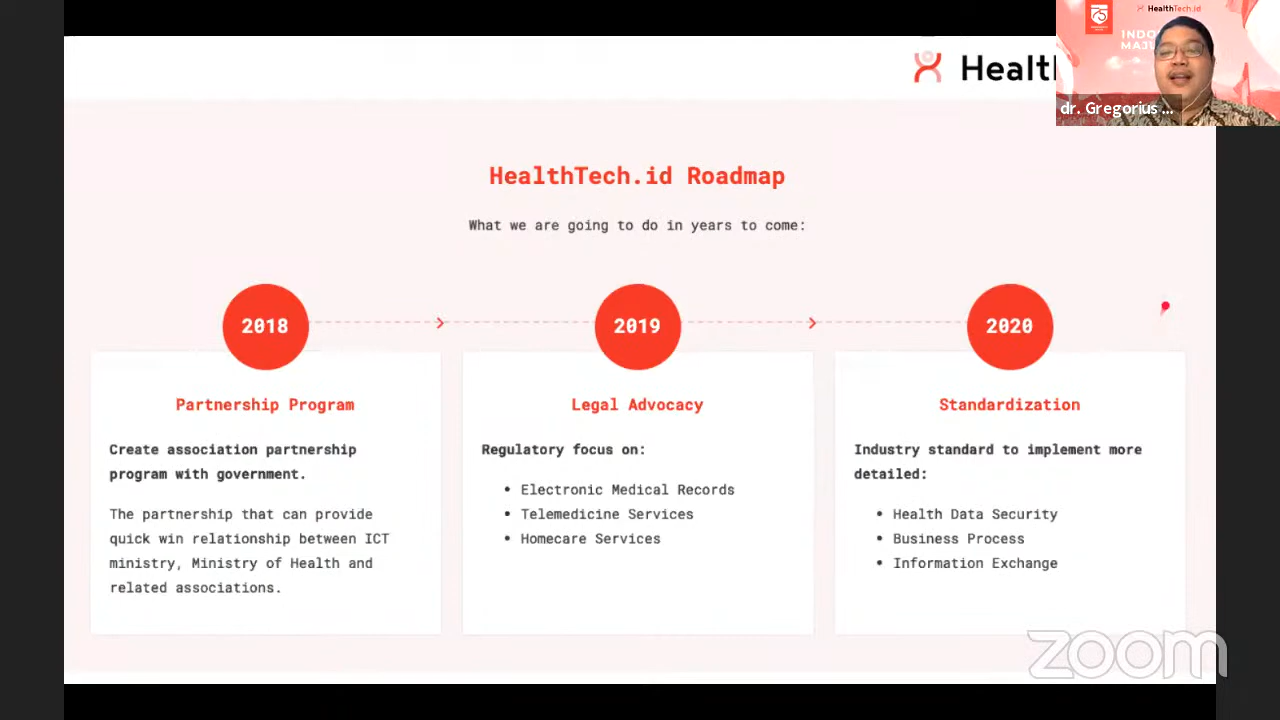 HealthTech.id
INDO
MAJU
Healt
dr. Gregorius ...
HealthTech.id Roadmap
What we are going to do in years to come:
2018
2019
2020
Partnership Program
Create association partnership
program with government.
The partnership that can provide
quick win relationship between ICT
ministry, Ministry of Health and
related associations.
Legal Advocacy
Regulatory focus on:
• Electronic Medical Records
• Telemedicine Services
• Homecare Services
Standardization
Industry standard to implement more
detailed:
• Health Data Security
• Business Process
• Information Exchange
zoom